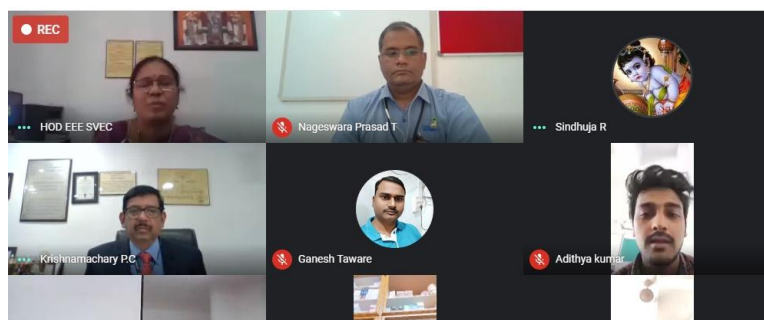 REC
HOD EEE SVEC
Nageswara Prasad T
Sindhuja R
Krishnamachary P.C
Ganesh Taware
Adithya kumar